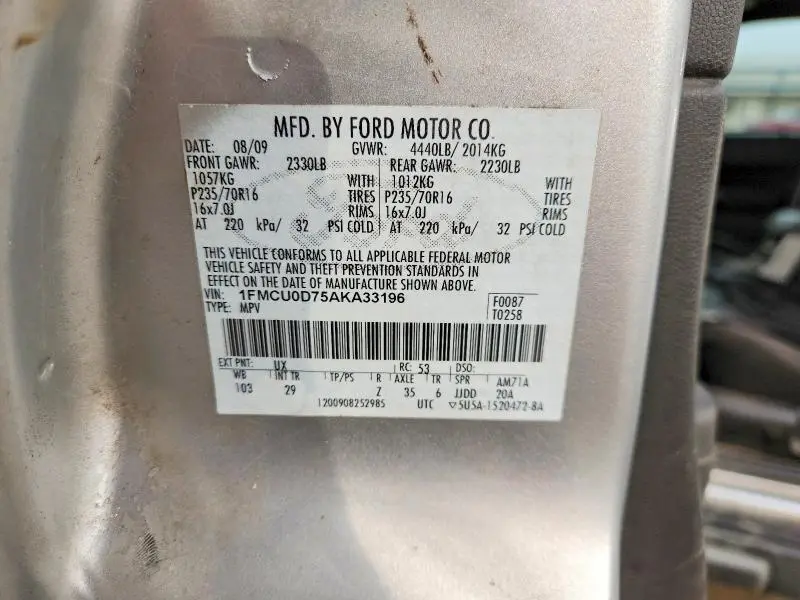 MFD. BY FORD MOTOR CO.
DATE: 08/09 GVWR: 4440LB/ 2014KG
FRONT GAWR: 2330LB REAR GAWR: 2230LB
1057KG WITH 1012KG WITH
P235/70R16 TIRES P235/70R16 TIRES
16x7.0J RIMS 16x7.0J RIMS
AT 220 kPa/ 32 PSI COLD AT 220 kPa/ 32 PSI COLD
THIS VEHICLE CONFORMS TO ALL APPLICABLE FEDERAL MOTOR
VEHICLE SAFETY AND THEFT PREVENTION STANDARDS IN
EFFECT ON THE DATE OF MANUFACTURE SHOWN ABOVE.
VIN: 1FMCU0D75AKA33196 F0087
TYPE: MPV T0258
EXT PNT: UX RC: 53 DSO:
WB INT TR TP/PS R AXLE TR SPR AM71A
103 29 Z 35 6 JJDD 20A
1200908252985 UTC ▽5U5A-1520472-8A